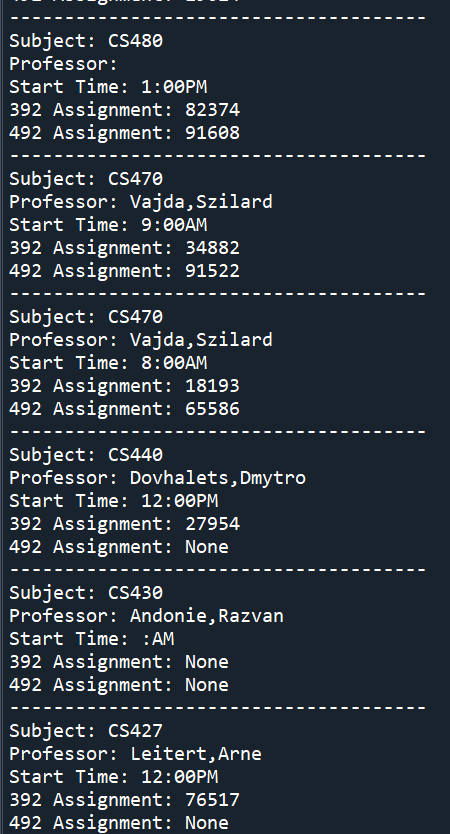 ---------------------------------------
Subject: CS480
Professor:
Start Time: 1:00PM
392 Assignment: 82374
492 Assignment: 91608
---------------------------------------
Subject: CS470
Professor: Vajda,Szilard
Start Time: 9:00AM
392 Assignment: 34882
492 Assignment: 91522
---------------------------------------
Subject: CS470
Professor: Vajda,Szilard
Start Time: 8:00AM
392 Assignment: 18193
492 Assignment: 65586
---------------------------------------
Subject: CS440
Professor: Dovhalets,Dmytro
Start Time: 12:00PM
392 Assignment: 27954
492 Assignment: None
---------------------------------------
Subject: CS430
Professor: Andonie,Razvan
Start Time: :AM
392 Assignment: None
492 Assignment: None
---------------------------------------
Subject: CS427
Professor: Leitert,Arne
Start Time: 12:00PM
392 Assignment: 76517
492 Assignment: None